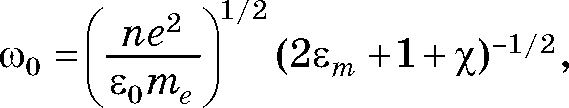 ω₀ = (ne²/ε₀mₑ)^{1/2} (2εₘ + 1 + χ)^{−1/2},